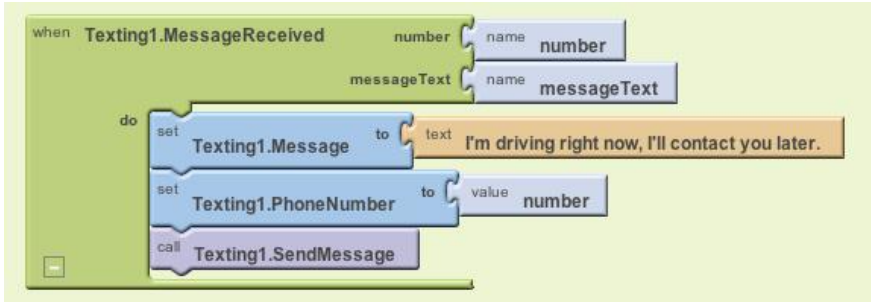 when Texting1.MessageReceived number name number
messageText name messageText
do
set Texting1.Message to text I'm driving right now, I'll contact you later.
set Texting1.PhoneNumber to value number
call Texting1.SendMessage